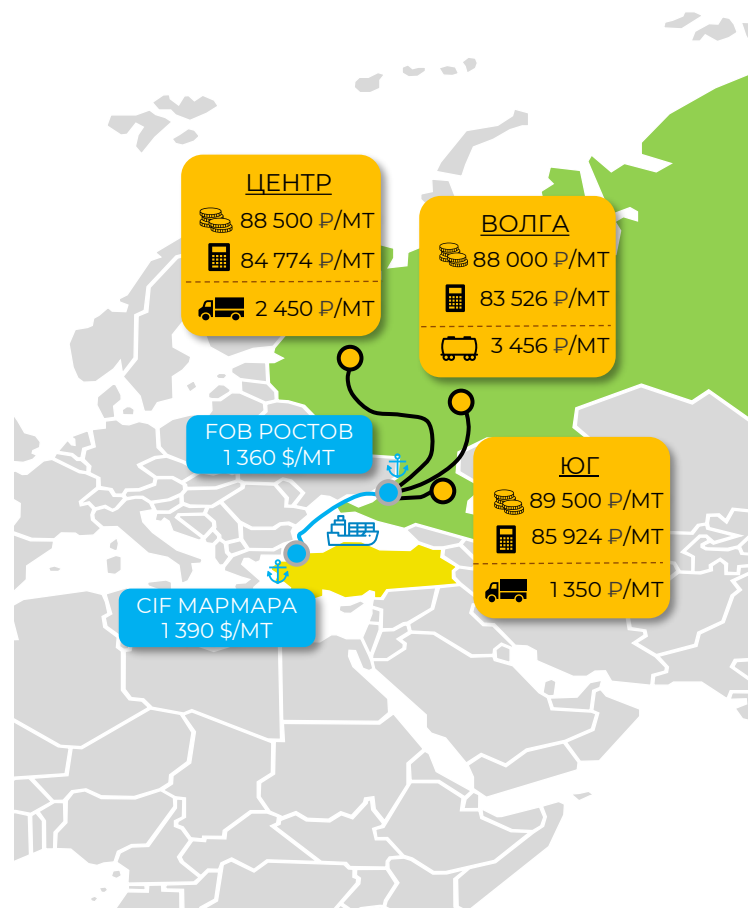 ЦЕНТР
88 500 ₽/МТ
84 774 ₽/МТ
2 450 ₽/МТ
ВОЛГА
88 000 ₽/МТ
83 526 ₽/МТ
3 456 ₽/МТ
FOB РОСТОВ
1 360 $/МТ
ЮГ
89 500 ₽/МТ
85 924 ₽/МТ
1 350 ₽/МТ
CIF МАРМАРА
1 390 $/МТ